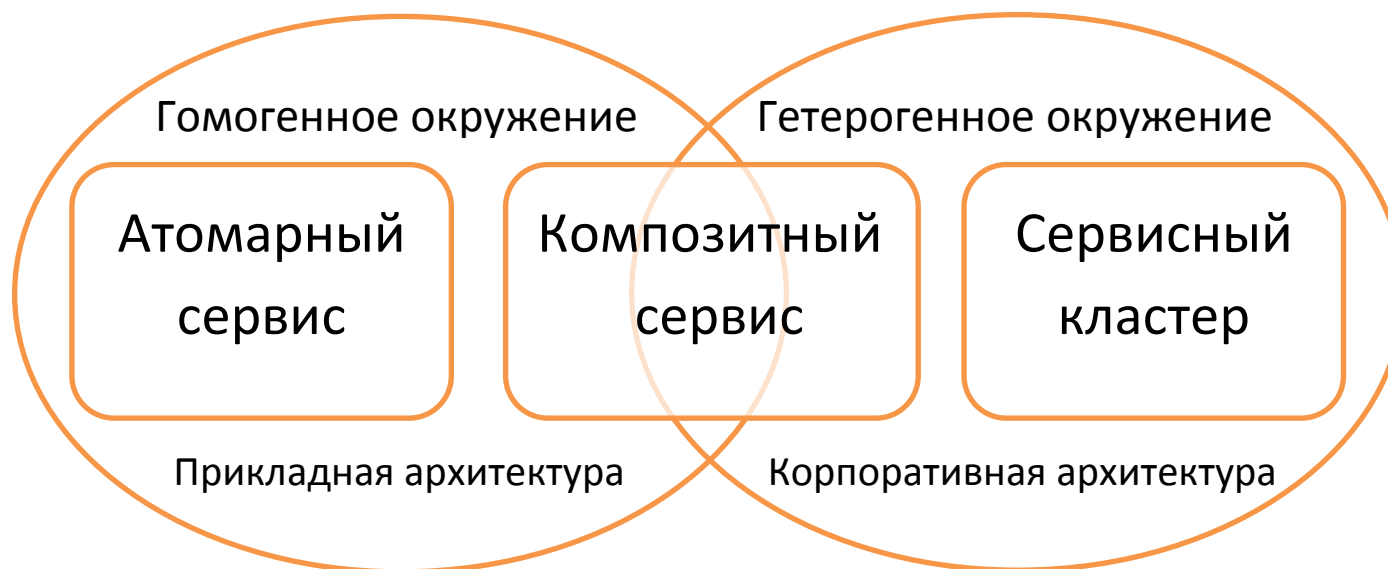 Гомогенное окружение
Гетерогенное окружение
Атомарный
сервис
Композитный
сервис
Сервисный
кластер
Прикладная архитектура
Корпоративная архитектура